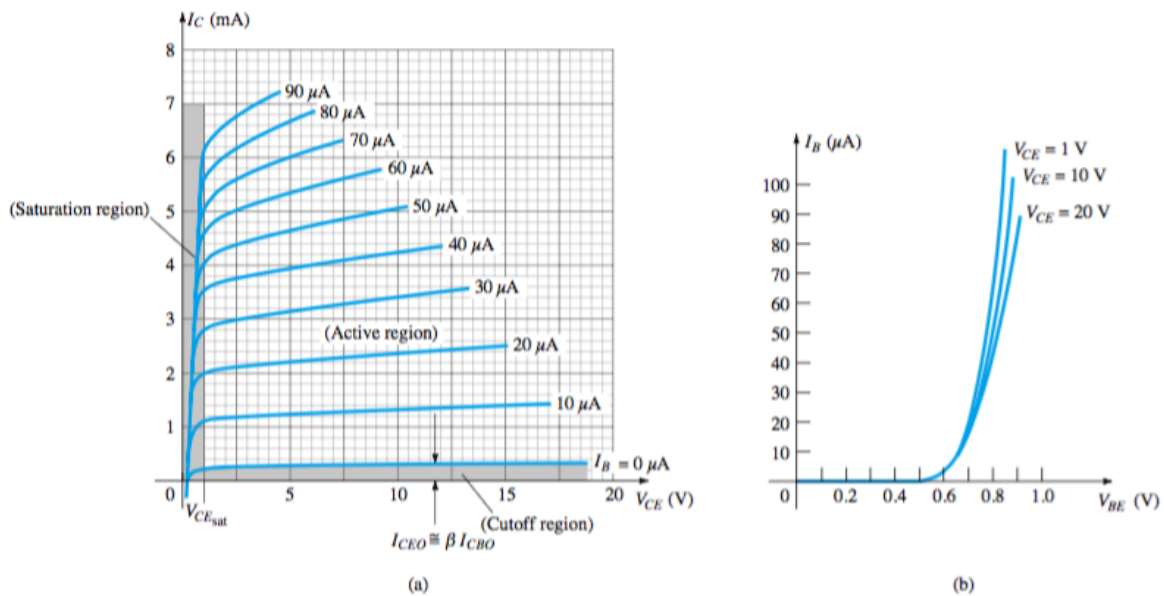 I_C (mA)
8
7
6
5
4
3
2
1
0
5
10
15
20
V_CE (V)
90 μA
80 μA
70 μA
60 μA
50 μA
40 μA
30 μA
20 μA
10 μA
I_B = 0 μA
(Saturation region)
(Active region)
(Cutoff region)
V_CE_sat
I_CEO ≅ β I_CBO
(a)
I_B (μA)
100
90
80
70
60
50
40
30
20
10
0
0.2
0.4
0.6
0.8
1.0
V_BE (V)
V_CE = 1 V
V_CE = 10 V
V_CE = 20 V
(b)